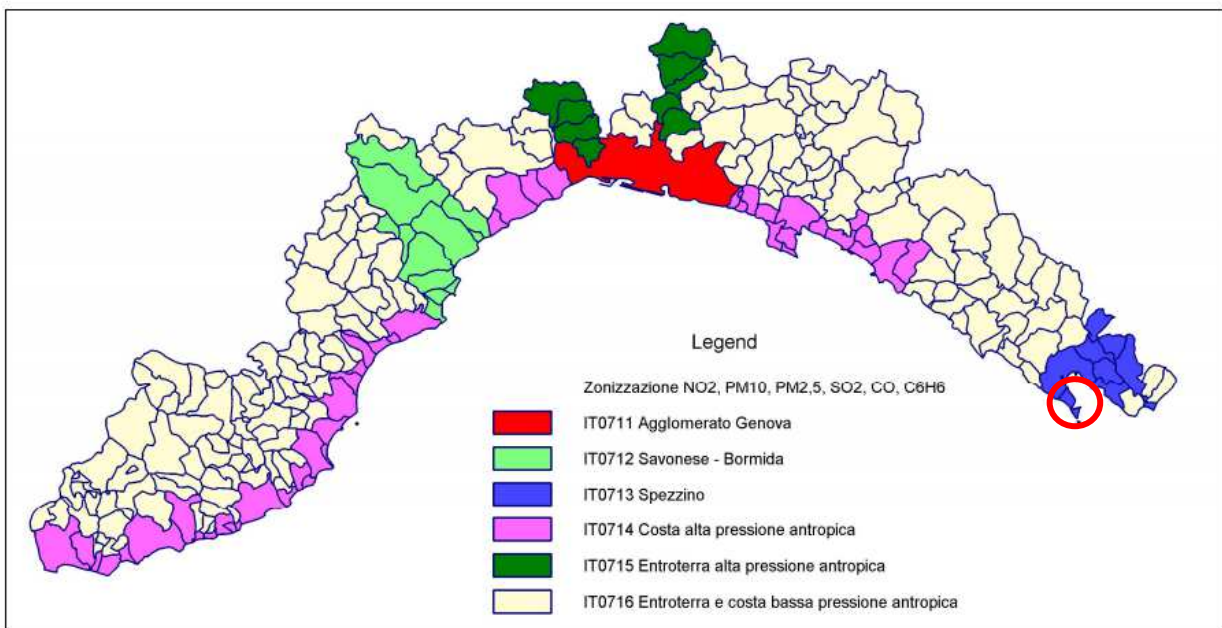 Legend
Zonizzazione NO2, PM10, PM2,5, SO2, CO, C6H6
IT0711 Agglomerato Genova
IT0712 Savonese - Bormida
IT0713 Spezzino
IT0714 Costa alta pressione antropica
IT0715 Entroterra alta pressione antropica
IT0716 Entroterra e costa bassa pressione antropica